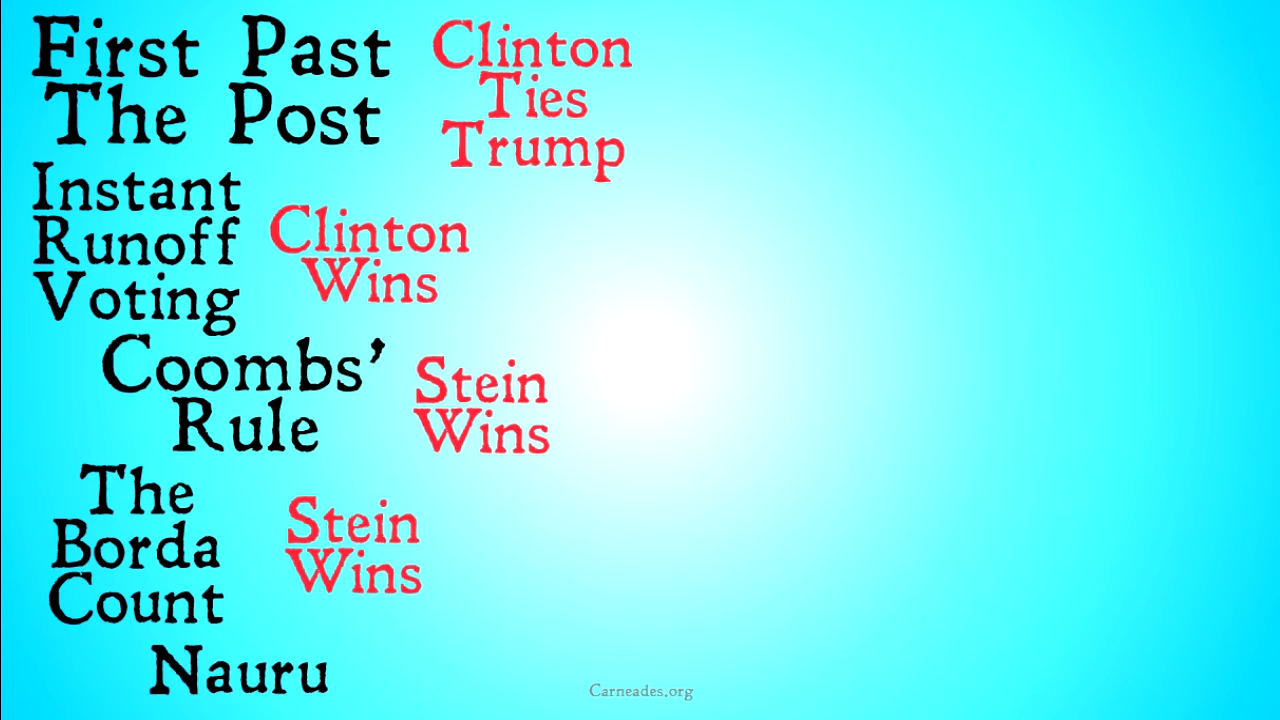 First Past
The Post
Clinton
Ties
Trump
Instant
Runoff
Voting
Clinton
Wins
Coombs'
Rule
Stein
Wins
The
Borda
Count
Stein
Wins
Nauru
Carneades.org